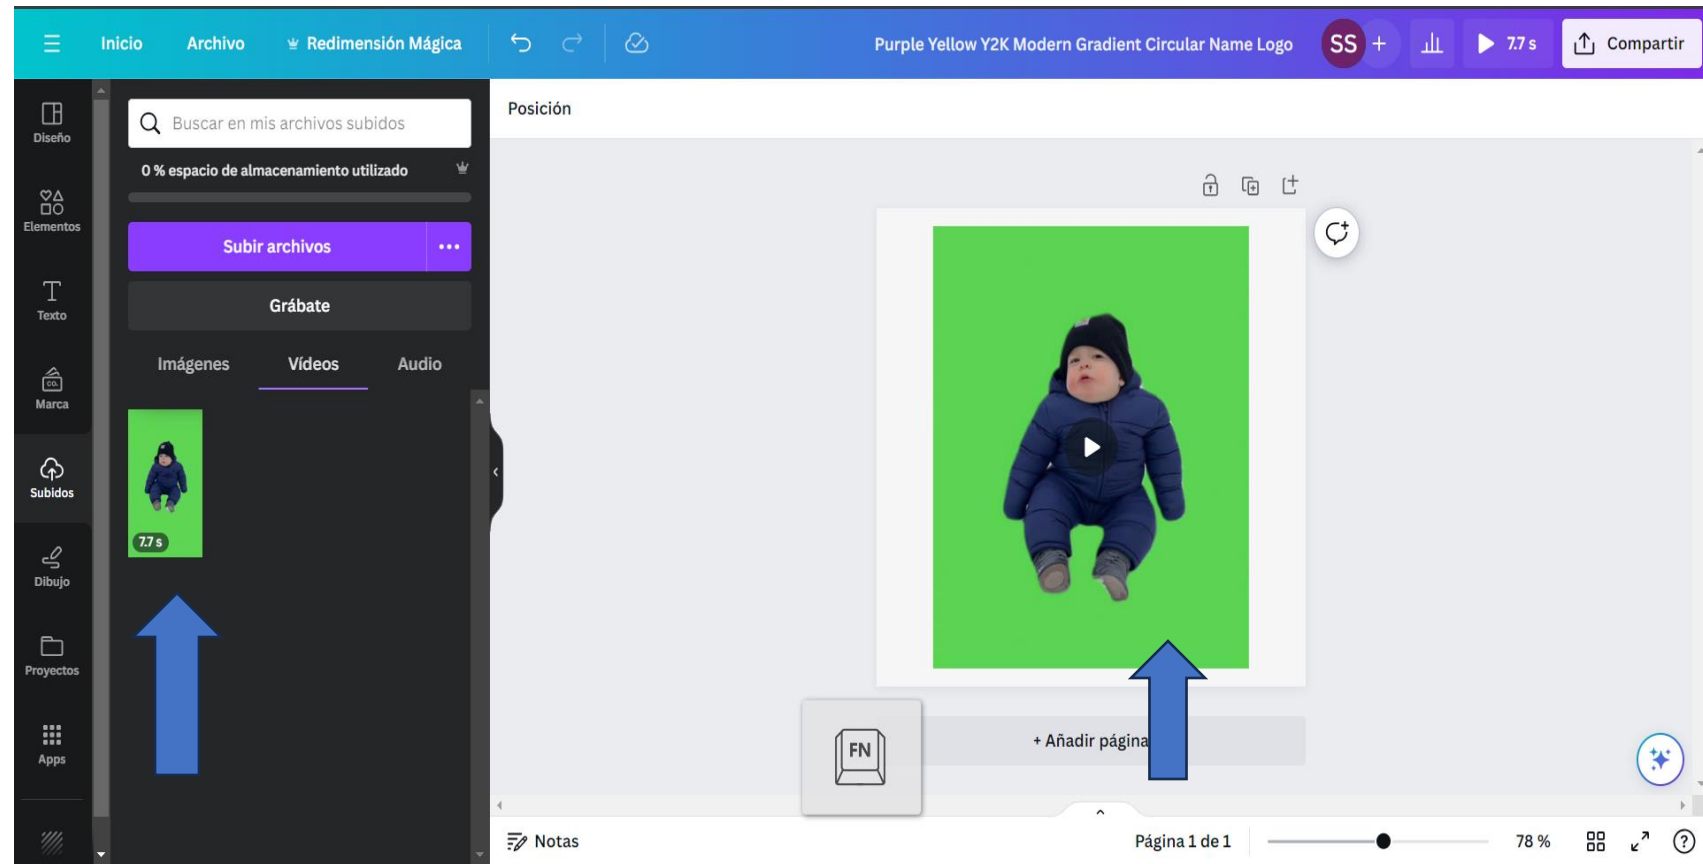 Inicio Archivo Redimensión Mágica Purple Yellow Y2K Modern Gradient Circular Name Logo SS + 7.7 s Compartir
Diseño
Elementos
Texto
CO.
Marca
Subidos
Dibujo
Proyectos
Apps
Buscar en mis archivos subidos
0 % espacio de almacenamiento utilizado
Subir archivos
Grábate
Imágenes Vídeos Audio
7.7 s
Posición
+ Añadir página
FN
Notas Página 1 de 1 78 %